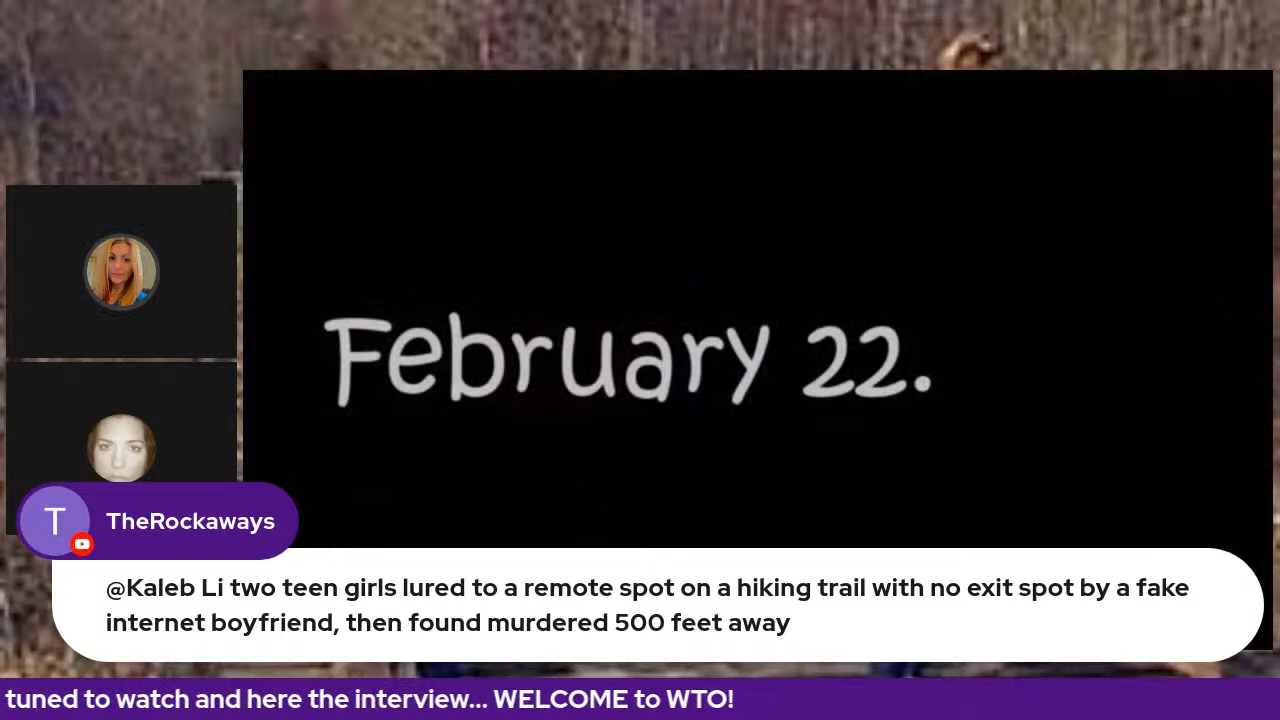 February 22.
T
TheRockaways
@Kaleb Li two teen girls lured to a remote spot on a hiking trail with no exit spot by a fake
internet boyfriend, then found murdered 500 feet away
tuned to watch and here the interview... WELCOME to WTO!